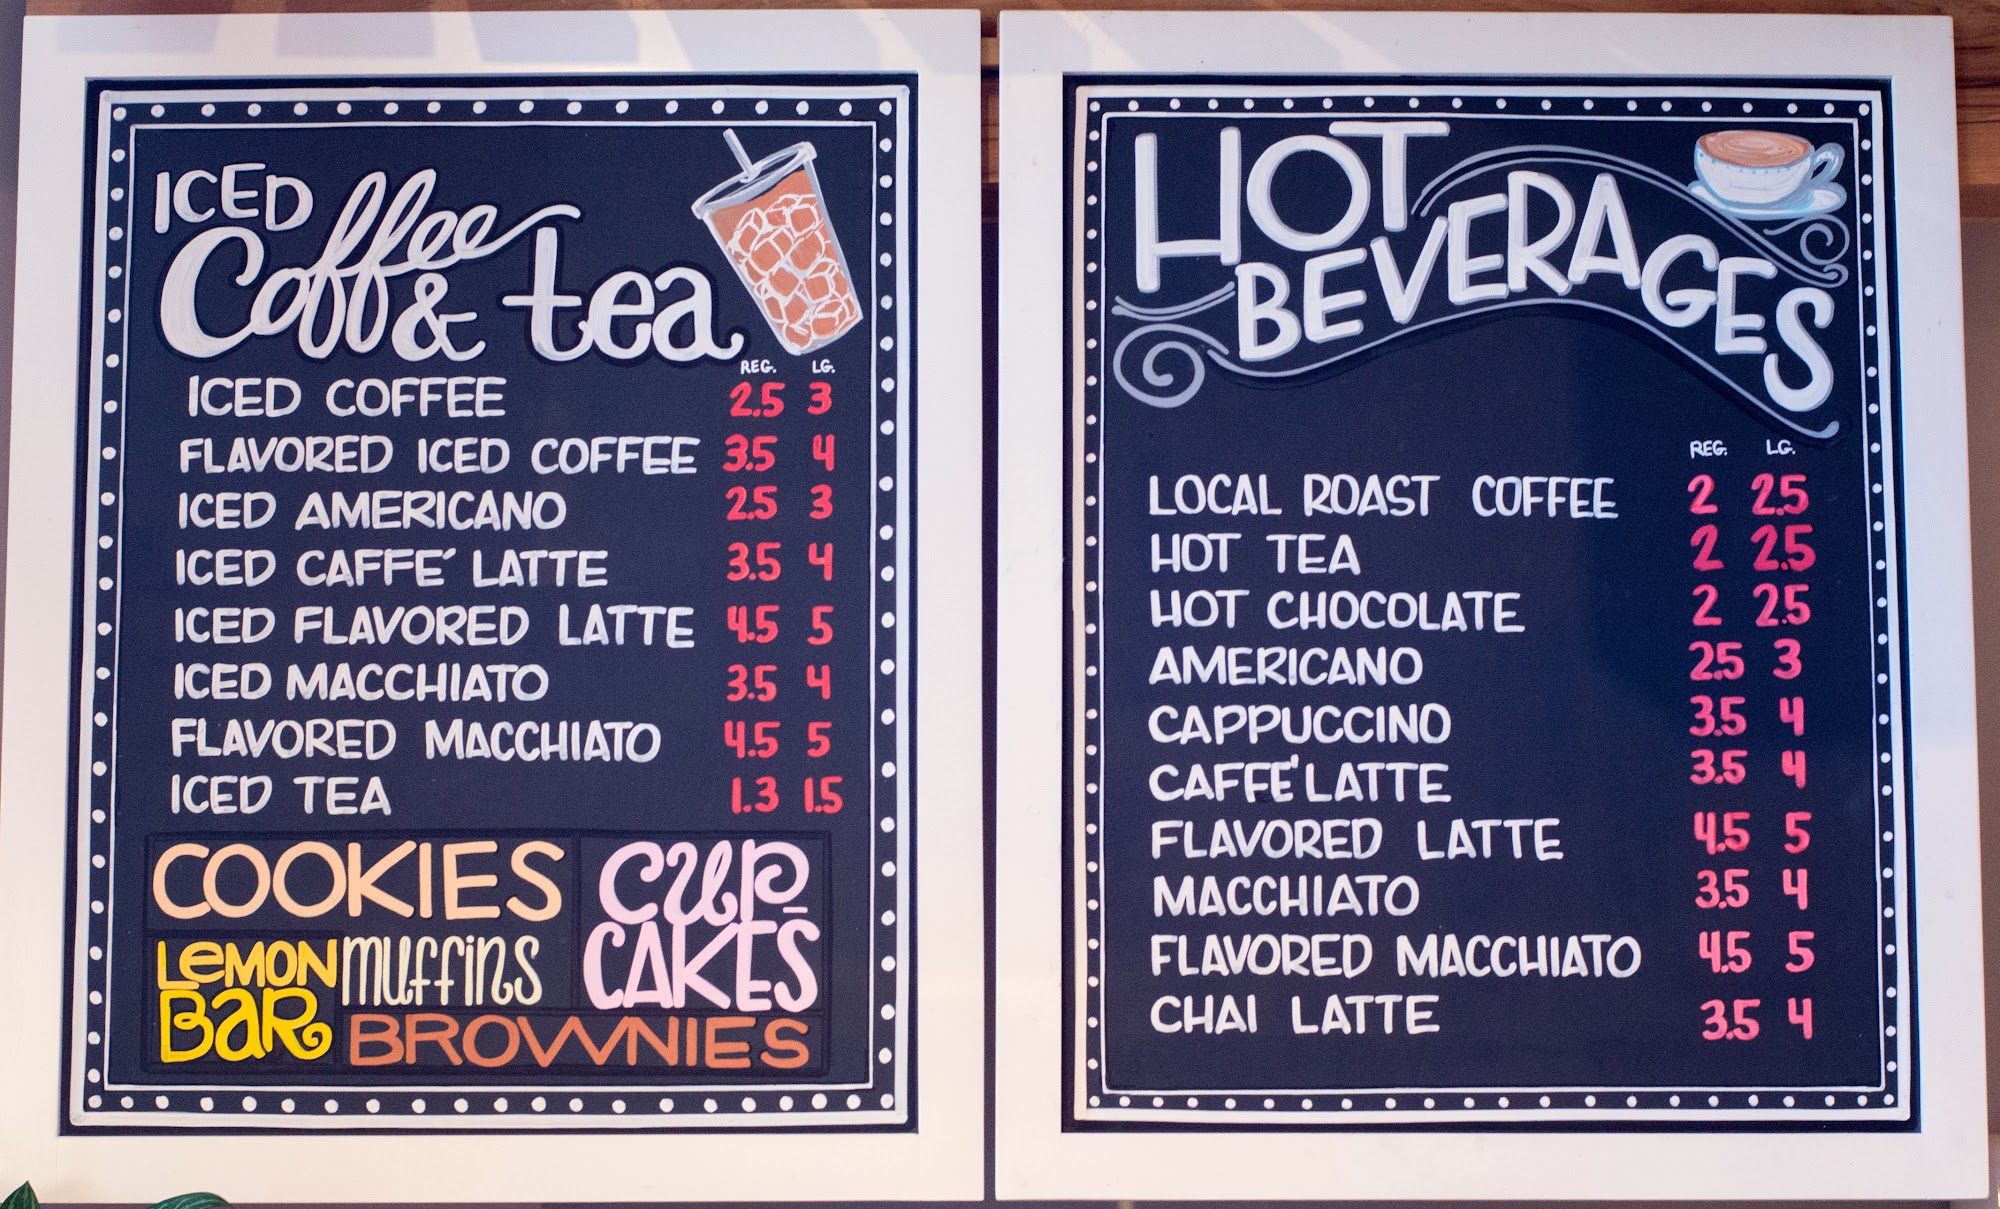 ICED
Coffee
& tea
REG. LG.
ICED COFFEE 2.5 3
FLAVORED ICED COFFEE 3.5 4
ICED AMERICANO 2.5 3
ICED CAFFE´ LATTE 3.5 4
ICED FLAVORED LATTE 4.5 5
ICED MACCHIATO 3.5 4
FLAVORED MACCHIATO 4.5 5
ICED TEA 1.3 1.5
COOKIES
CUP-
CAKES
LeMON
BaR
muffins
BROWNIES
HOT
BEVERAGES
REG. LG.
LOCAL ROAST COFFEE 2 2.5
HOT TEA 2 2.5
HOT CHOCOLATE 2 2.5
AMERICANO 2.5 3
CAPPUCCINO 3.5 4
CAFFE´ LATTE 3.5 4
FLAVORED LATTE 4.5 5
MACCHIATO 3.5 4
FLAVORED MACCHIATO 4.5 5
CHAI LATTE 3.5 4